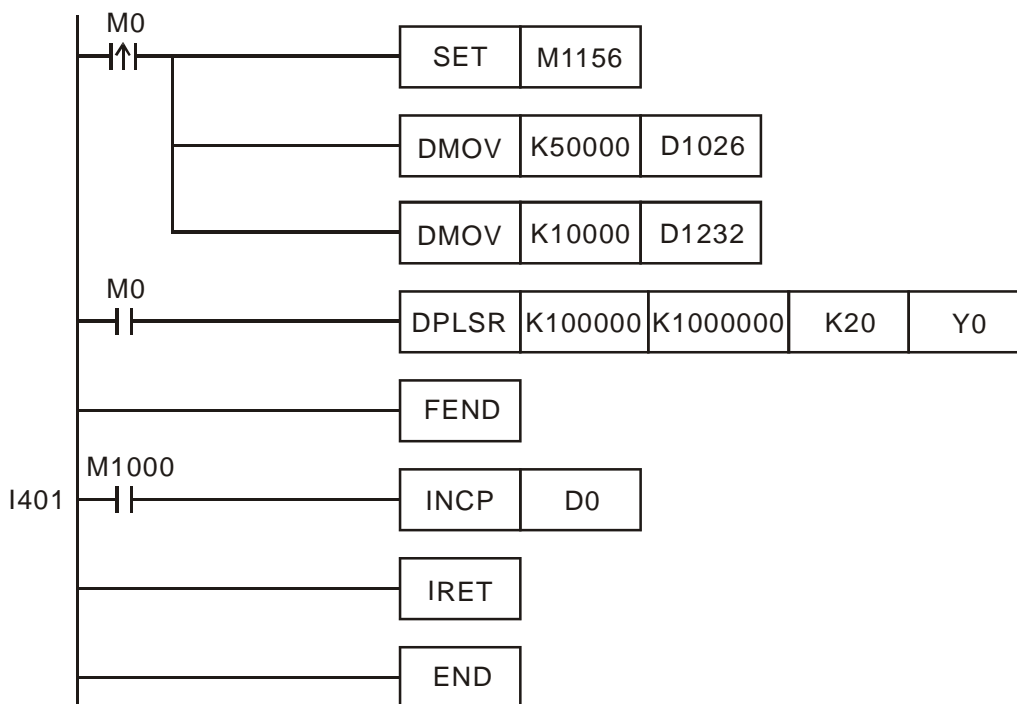 M0
SET M1156
DMOV K50000 D1026
DMOV K10000 D1232
M0
DPLSR K100000 K1000000 K20 Y0
FEND
M1000
I401 INCP D0
IRET
END